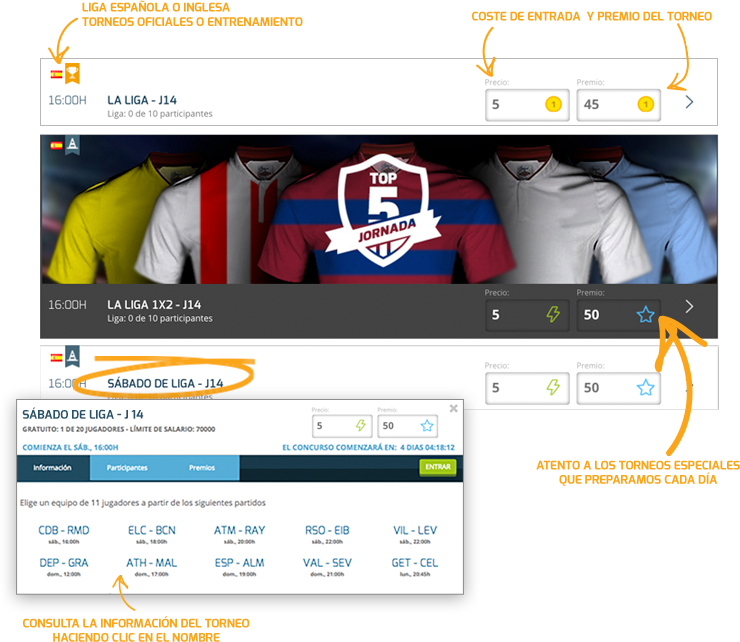 LIGA ESPAÑOLA O INGLESA
TORNEOS OFICIALES O ENTRENAMIENTO
COSTE DE ENTRADA Y PREMIO DEL TORNEO
Precio:
Premio:
16:00H
LA LIGA - J14
Liga: 0 de 10 participantes
5
1
45
1
TOP
5
JORNADA
Precio:
Premio:
16:00H
LA LIGA 1X2 - J14
Liga: 0 de 10 participantes
5
50
Precio:
Premio:
16:00H
SÁBADO DE LIGA - J14
5
50
SÁBADO DE LIGA - J 14
GRATUITO: 1 DE 20 JUGADORES - LÍMITE DE SALARIO: 70000
Precio:
Premio:
5
50
COMIENZA EL SÁB., 16:00H
EL CONCURSO COMENZARÁ EN: 4 DIAS 04:18:12
Información
Participantes
Premios
ENTRAR
Elige un equipo de 11 jugadores a partir de los siguientes partidos
CDB - RMD
ELC - BCN
ATM - RAY
RSO - EIB
VIL - LEV
sáb., 16:00h
sáb., 18:00h
sáb., 20:00h
sáb., 22:00h
sáb., 22:00h
DEP - GRA
ATH - MAL
ESP - ALM
VAL - SEV
GET - CEL
dom., 12:00h
dom., 17:00h
dom., 19:00h
dom., 21:00h
lun., 20:45h
ATENTO A LOS TORNEOS ESPECIALES
QUE PREPARAMOS CADA DÍA
CONSULTA LA INFORMACIÓN DEL TORNEO
HACIENDO CLIC EN EL NOMBRE